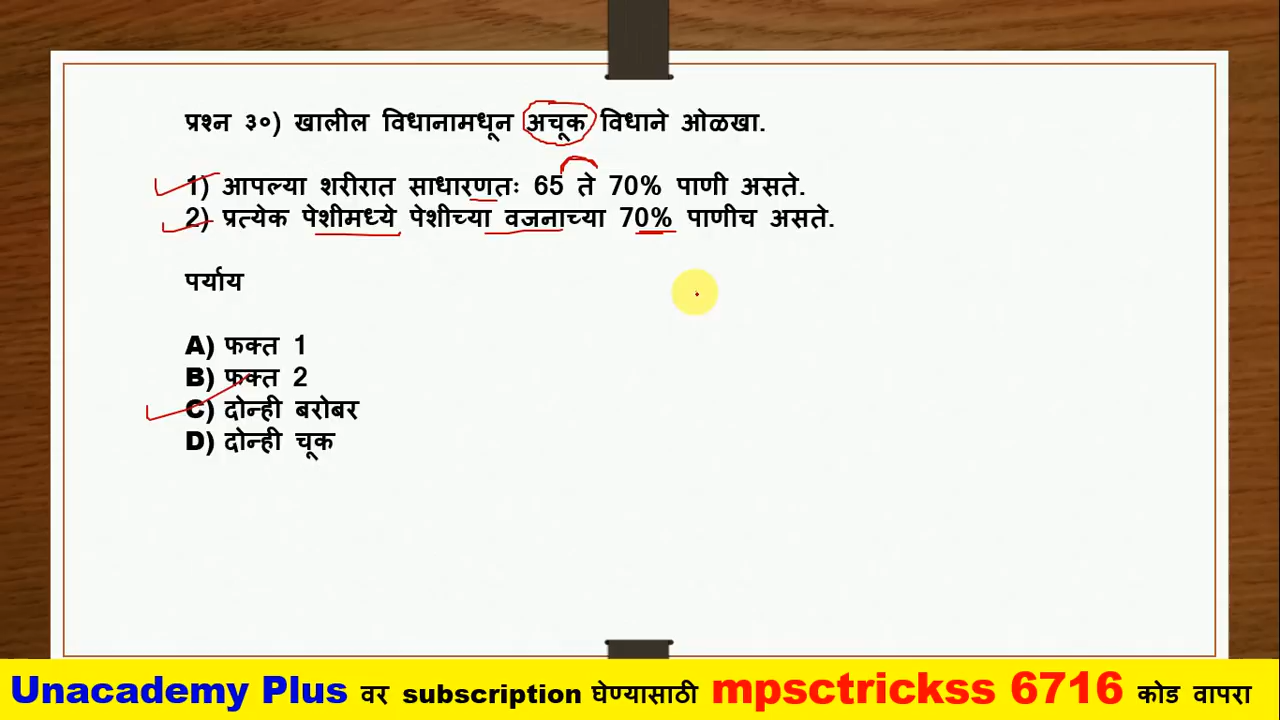 प्रश्न ३०) खालील विधानामधून अचूक विधाने ओळखा.
1) आपल्या शरीरात साधारणतः 65 ते 70% पाणी असते.
2) प्रत्येक पेशीमध्ये पेशीच्या वजनाच्या 70% पाणीच असते.
पर्याय
A) फक्त 1
B) फक्त 2
C) दोन्ही बरोबर
D) दोन्ही चूक
Unacademy Plus वर subscription घेण्यासाठी mpsctrickss 6716 कोड वापरा